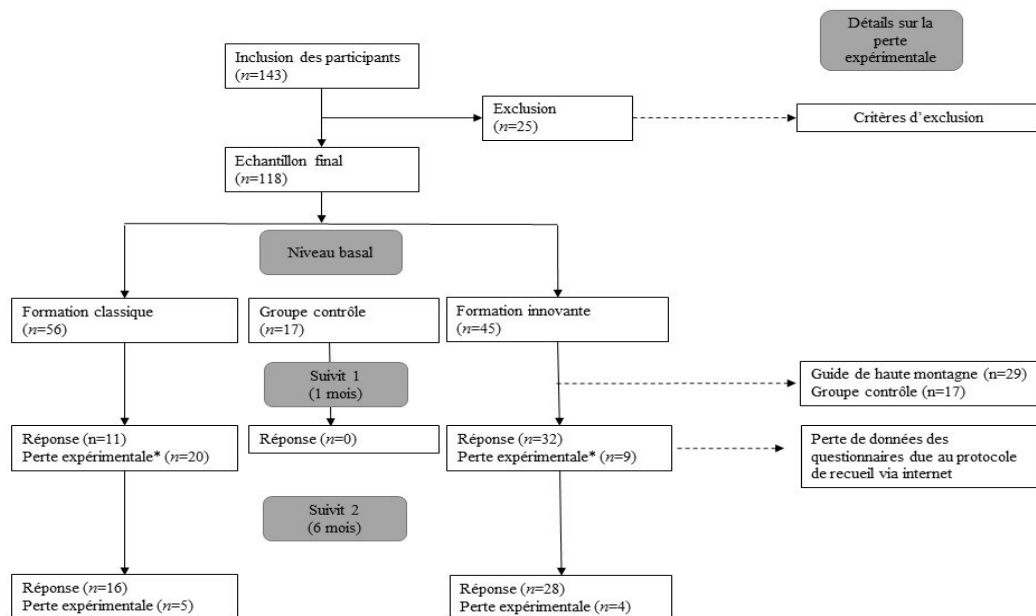 Détails sur la
perte
expérimentale
Inclusion des participants
(n=143)
Exclusion
(n=25)
Critères d'exclusion
Echantillon final
(n=118)
Niveau basal
Formation classique
(n=56)
Groupe contrôle
(n=17)
Formation innovante
(n=45)
Suivit 1
(1 mois)
Guide de haute montagne (n=29)
Groupe contrôle (n=17)
Réponse (n=11)
Perte expérimentale* (n=20)
Réponse (n=0)
Réponse (n=32)
Perte expérimentale* (n=9)
Perte de données des
questionnaires due au protocole
de recueil via internet
Suivit 2
(6 mois)
Réponse (n=16)
Perte expérimentale (n=5)
Réponse (n=28)
Perte expérimentale (n=4)